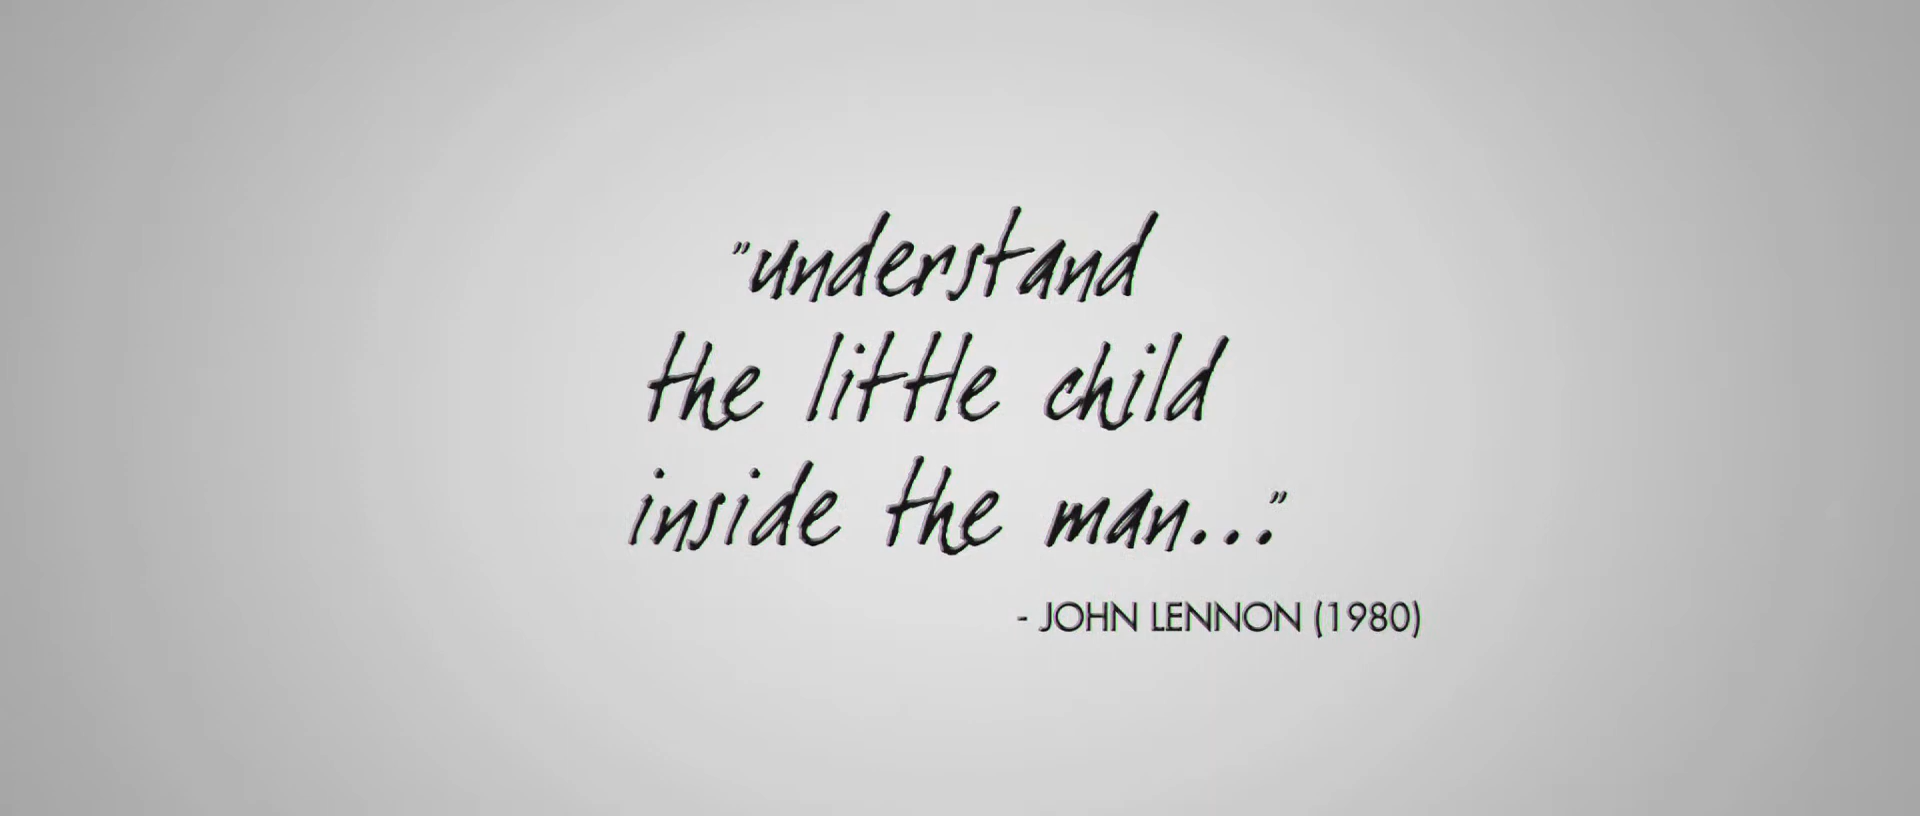 "understand
the little child
inside the man..."
- JOHN LENNON (1980)